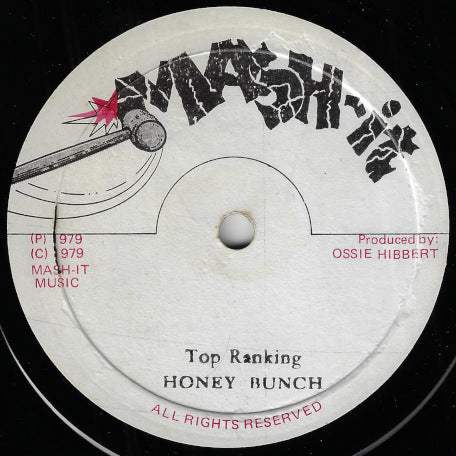 MASH-it
(P) 1979
(C) 1979
MASH-IT
MUSIC
Produced by:
OSSIE HIBBERT
Top Ranking
HONEY BUNCH
ALL RIGHTS RESERVED